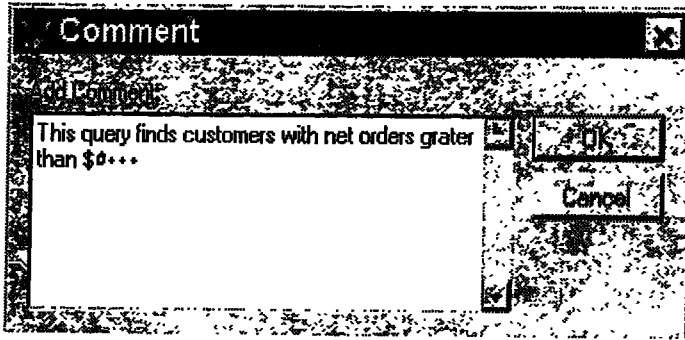 Comment
Add Comment:
This query finds customers with net orders grater
than $
OK
Cancel